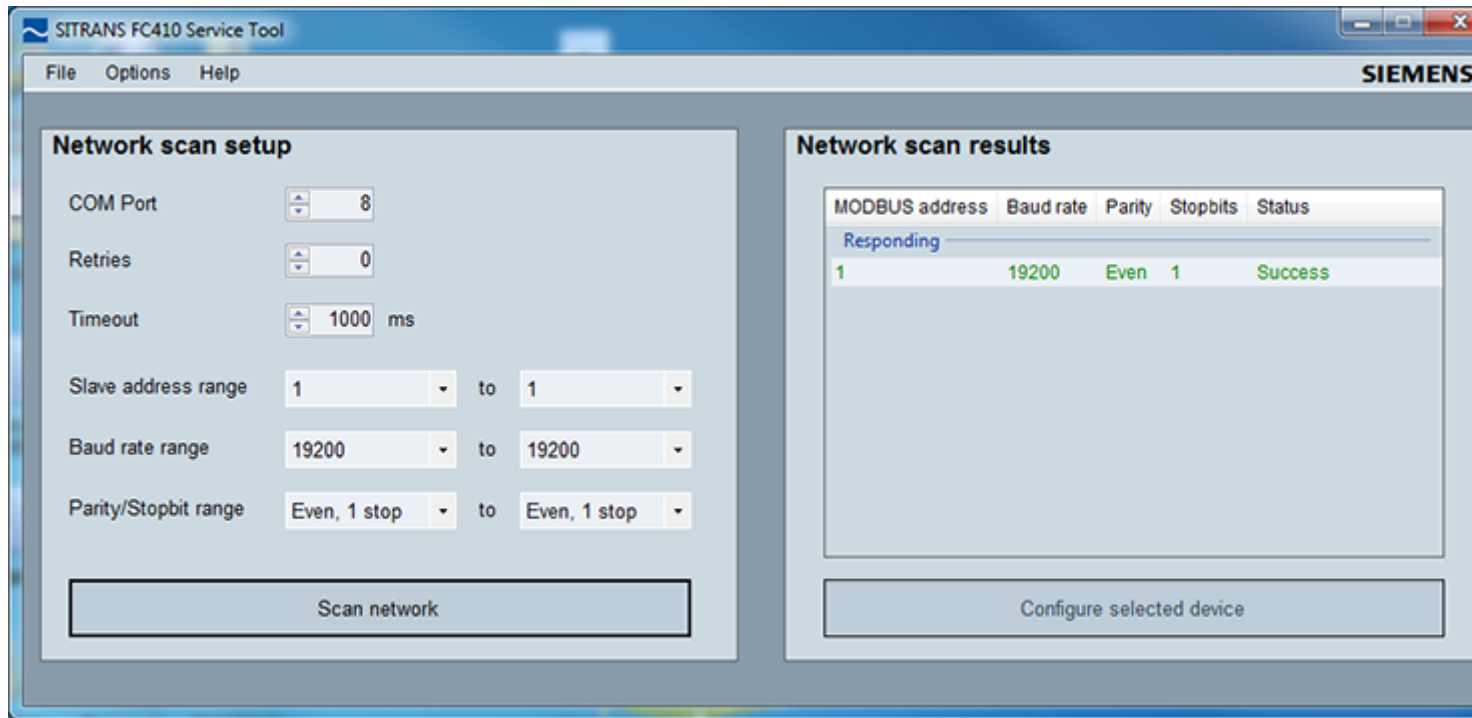 SITRANS FC410 Service Tool
File Options Help
SIEMENS
Network scan setup
COM Port 8
Retries 0
Timeout 1000 ms
Slave address range 1 to 1
Baud rate range 19200 to 19200
Parity/Stopbit range Even, 1 stop to Even, 1 stop
Scan network
Network scan results
MODBUS address Baud rate Parity Stopbits Status
Responding
1 19200 Even 1 Success
Configure selected device